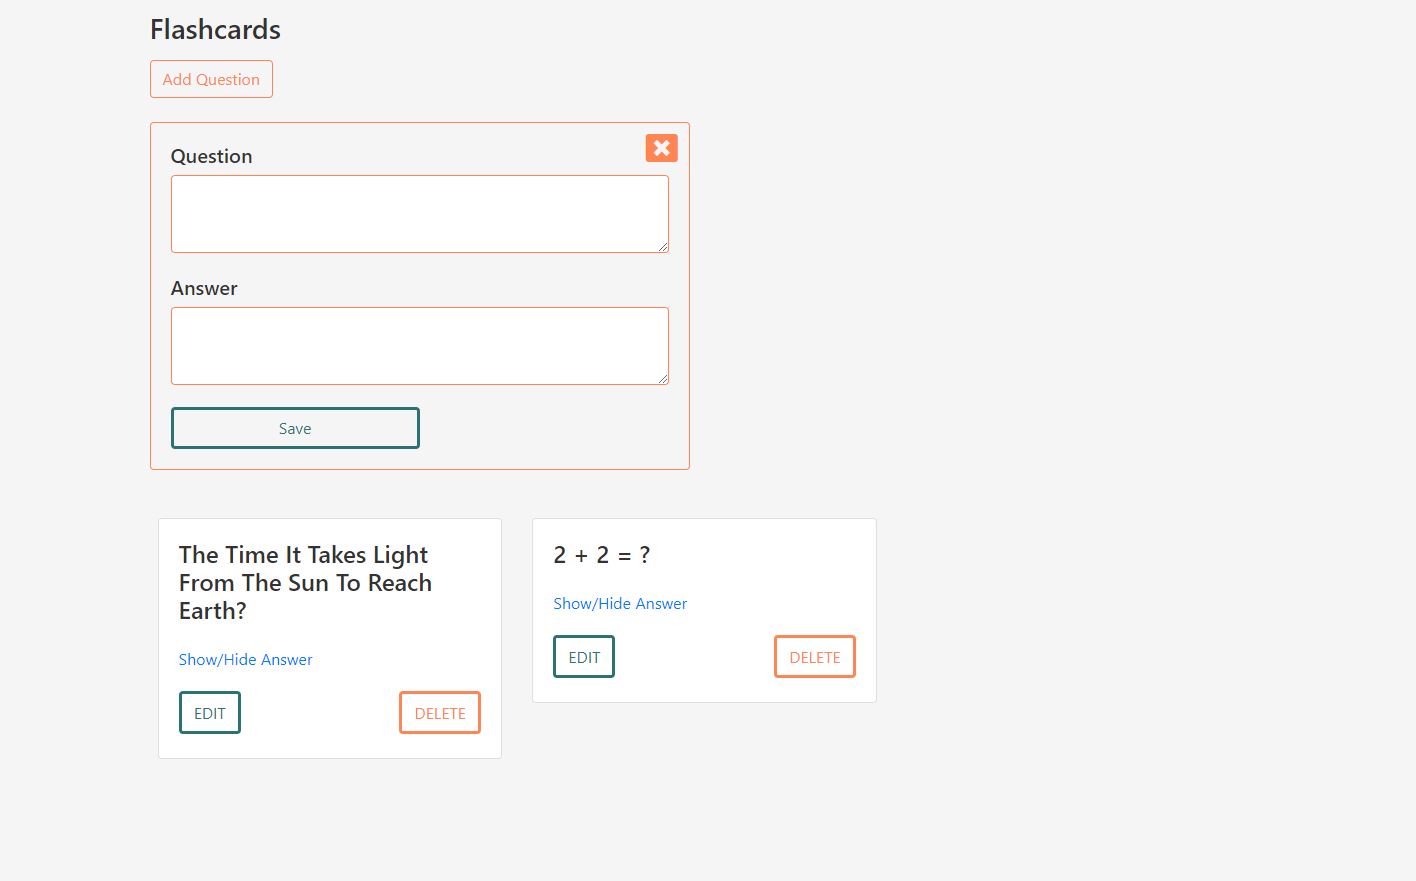 Flashcards
Add Question
Question
Answer
Save
The Time It Takes Light
From The Sun To Reach
Earth?
Show/Hide Answer
EDIT DELETE
2 + 2 = ?
Show/Hide Answer
EDIT DELETE